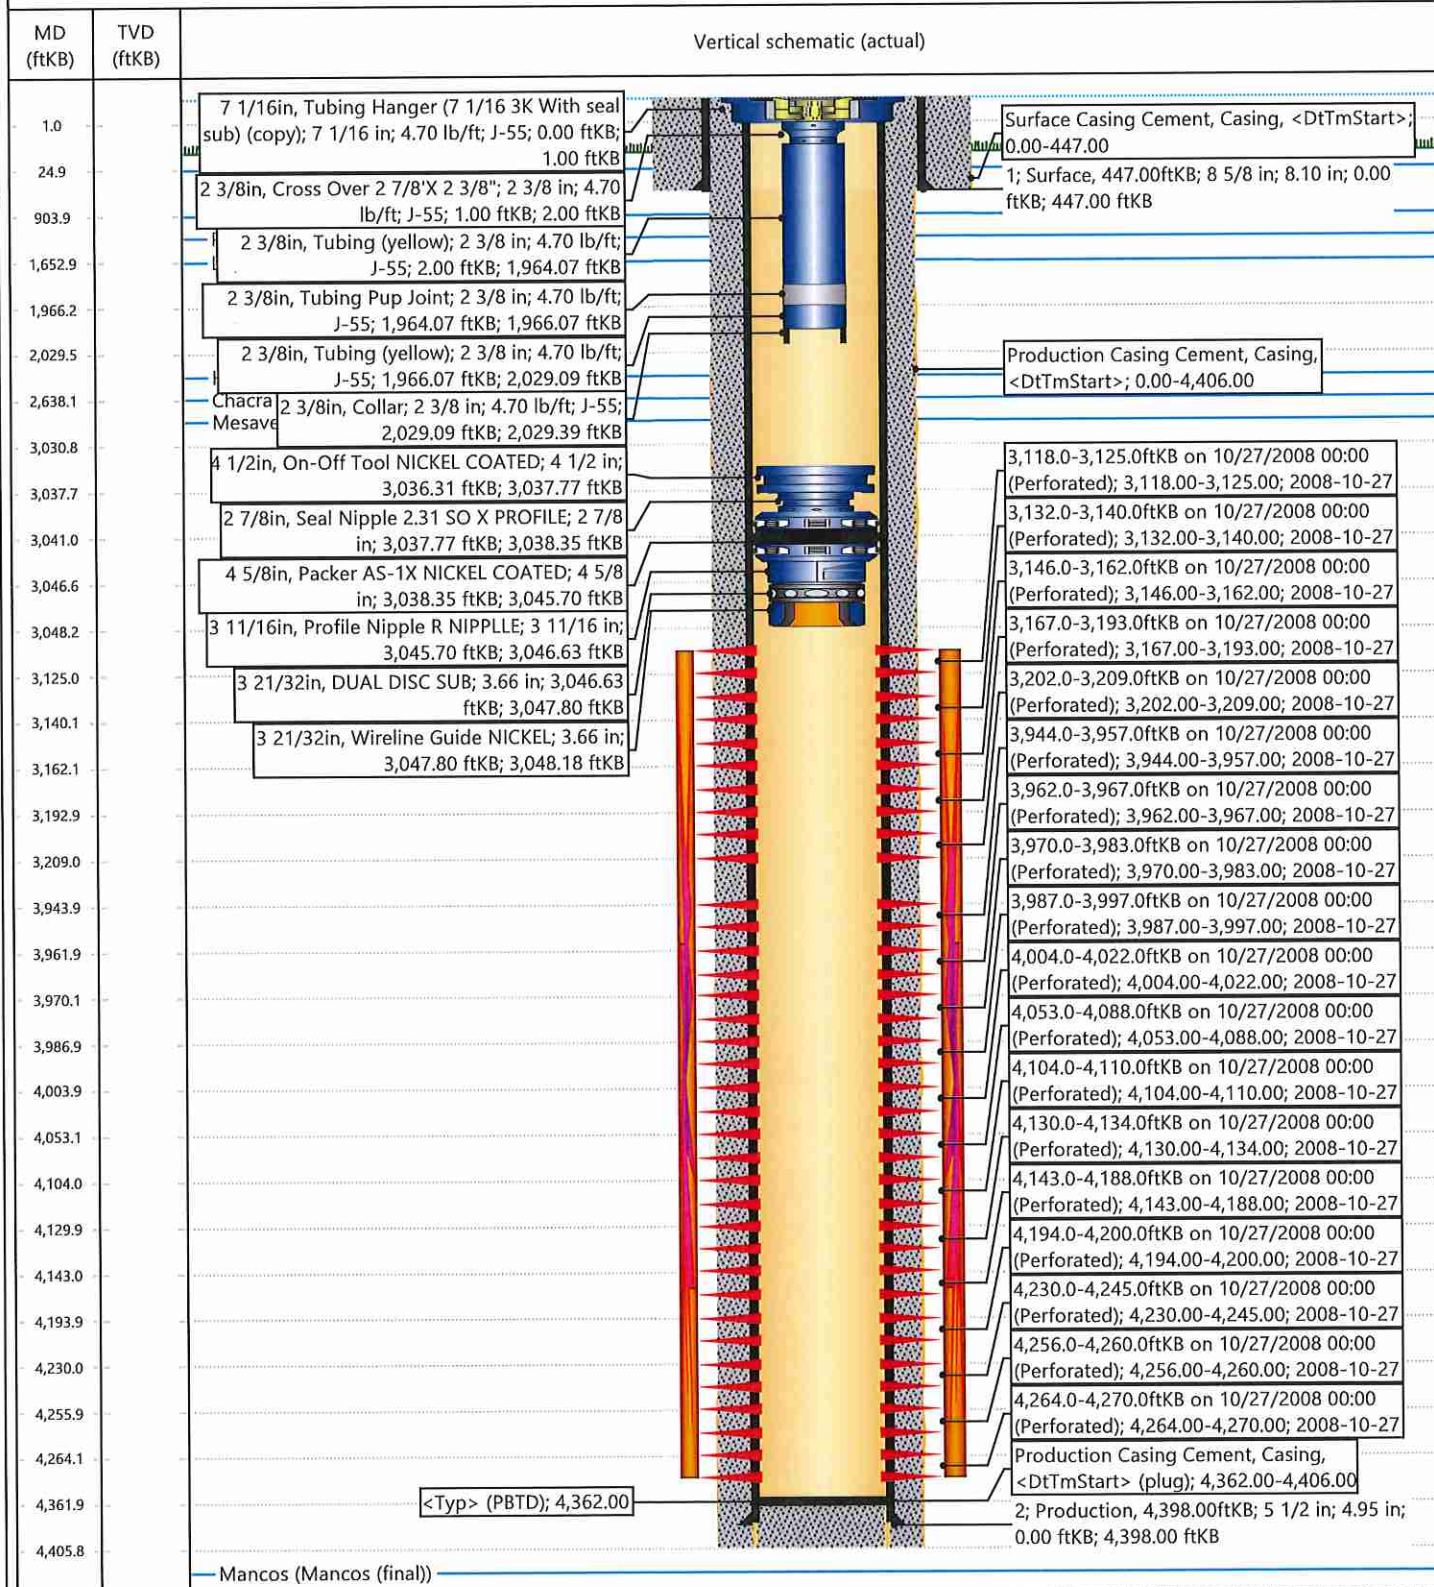 MD
(ftKB)
TVD
(ftKB)
Vertical schematic (actual)
1.0
24.9
903.9
1,652.9
1,966.2
2,029.5
2,638.1
3,030.8
3,037.7
3,041.0
3,046.6
3,048.2
3,125.0
3,140.1
3,162.1
3,192.9
3,209.0
3,943.9
3,961.9
3,970.1
3,986.9
4,003.9
4,053.1
4,104.0
4,129.9
4,143.0
4,193.9
4,230.0
4,255.9
4,264.1
4,361.9
4,405.8
7 1/16in, Tubing Hanger (7 1/16 3K With seal
sub) (copy); 7 1/16 in; 4.70 lb/ft; J-55; 0.00 ftKB;
1.00 ftKB
2 3/8in, Cross Over 2 7/8'X 2 3/8"; 2 3/8 in; 4.70
lb/ft; J-55; 1.00 ftKB; 2.00 ftKB
2 3/8in, Tubing (yellow); 2 3/8 in; 4.70 lb/ft;
J-55; 2.00 ftKB; 1,964.07 ftKB
2 3/8in, Tubing Pup Joint; 2 3/8 in; 4.70 lb/ft;
J-55; 1,964.07 ftKB; 1,966.07 ftKB
2 3/8in, Tubing (yellow); 2 3/8 in; 4.70 lb/ft;
J-55; 1,966.07 ftKB; 2,029.09 ftKB
Chacra
Mesave
2 3/8in, Collar; 2 3/8 in; 4.70 lb/ft; J-55;
2,029.09 ftKB; 2,029.39 ftKB
4 1/2in, On-Off Tool NICKEL COATED; 4 1/2 in;
3,036.31 ftKB; 3,037.77 ftKB
2 7/8in, Seal Nipple 2.31 SO X PROFILE; 2 7/8
in; 3,037.77 ftKB; 3,038.35 ftKB
4 5/8in, Packer AS-1X NICKEL COATED; 4 5/8
in; 3,038.35 ftKB; 3,045.70 ftKB
3 11/16in, Profile Nipple R NIPPLLE; 3 11/16 in;
3,045.70 ftKB; 3,046.63 ftKB
3 21/32in, DUAL DISC SUB; 3.66 in; 3,046.63
ftKB; 3,047.80 ftKB
3 21/32in, Wireline Guide NICKEL; 3.66 in;
3,047.80 ftKB; 3,048.18 ftKB
<Typ> (PBTD); 4,362.00
Mancos (Mancos (final))
Surface Casing Cement, Casing, <DtTmStart>;
0.00-447.00
1; Surface, 447.00ftKB; 8 5/8 in; 8.10 in; 0.00
ftKB; 447.00 ftKB
Production Casing Cement, Casing,
<DtTmStart>; 0.00-4,406.00
3,118.0-3,125.0ftKB on 10/27/2008 00:00
(Perforated); 3,118.00-3,125.00; 2008-10-27
3,132.0-3,140.0ftKB on 10/27/2008 00:00
(Perforated); 3,132.00-3,140.00; 2008-10-27
3,146.0-3,162.0ftKB on 10/27/2008 00:00
(Perforated); 3,146.00-3,162.00; 2008-10-27
3,167.0-3,193.0ftKB on 10/27/2008 00:00
(Perforated); 3,167.00-3,193.00; 2008-10-27
3,202.0-3,209.0ftKB on 10/27/2008 00:00
(Perforated); 3,202.00-3,209.00; 2008-10-27
3,944.0-3,957.0ftKB on 10/27/2008 00:00
(Perforated); 3,944.00-3,957.00; 2008-10-27
3,962.0-3,967.0ftKB on 10/27/2008 00:00
(Perforated); 3,962.00-3,967.00; 2008-10-27
3,970.0-3,983.0ftKB on 10/27/2008 00:00
(Perforated); 3,970.00-3,983.00; 2008-10-27
3,987.0-3,997.0ftKB on 10/27/2008 00:00
(Perforated); 3,987.00-3,997.00; 2008-10-27
4,004.0-4,022.0ftKB on 10/27/2008 00:00
(Perforated); 4,004.00-4,022.00; 2008-10-27
4,053.0-4,088.0ftKB on 10/27/2008 00:00
(Perforated); 4,053.00-4,088.00; 2008-10-27
4,104.0-4,110.0ftKB on 10/27/2008 00:00
(Perforated); 4,104.00-4,110.00; 2008-10-27
4,130.0-4,134.0ftKB on 10/27/2008 00:00
(Perforated); 4,130.00-4,134.00; 2008-10-27
4,143.0-4,188.0ftKB on 10/27/2008 00:00
(Perforated); 4,143.00-4,188.00; 2008-10-27
4,194.0-4,200.0ftKB on 10/27/2008 00:00
(Perforated); 4,194.00-4,200.00; 2008-10-27
4,230.0-4,245.0ftKB on 10/27/2008 00:00
(Perforated); 4,230.00-4,245.00; 2008-10-27
4,256.0-4,260.0ftKB on 10/27/2008 00:00
(Perforated); 4,256.00-4,260.00; 2008-10-27
4,264.0-4,270.0ftKB on 10/27/2008 00:00
(Perforated); 4,264.00-4,270.00; 2008-10-27
Production Casing Cement, Casing,
<DtTmStart> (plug); 4,362.00-4,406.00
2; Production, 4,398.00ftKB; 5 1/2 in; 4.95 in;
0.00 ftKB; 4,398.00 ftKB